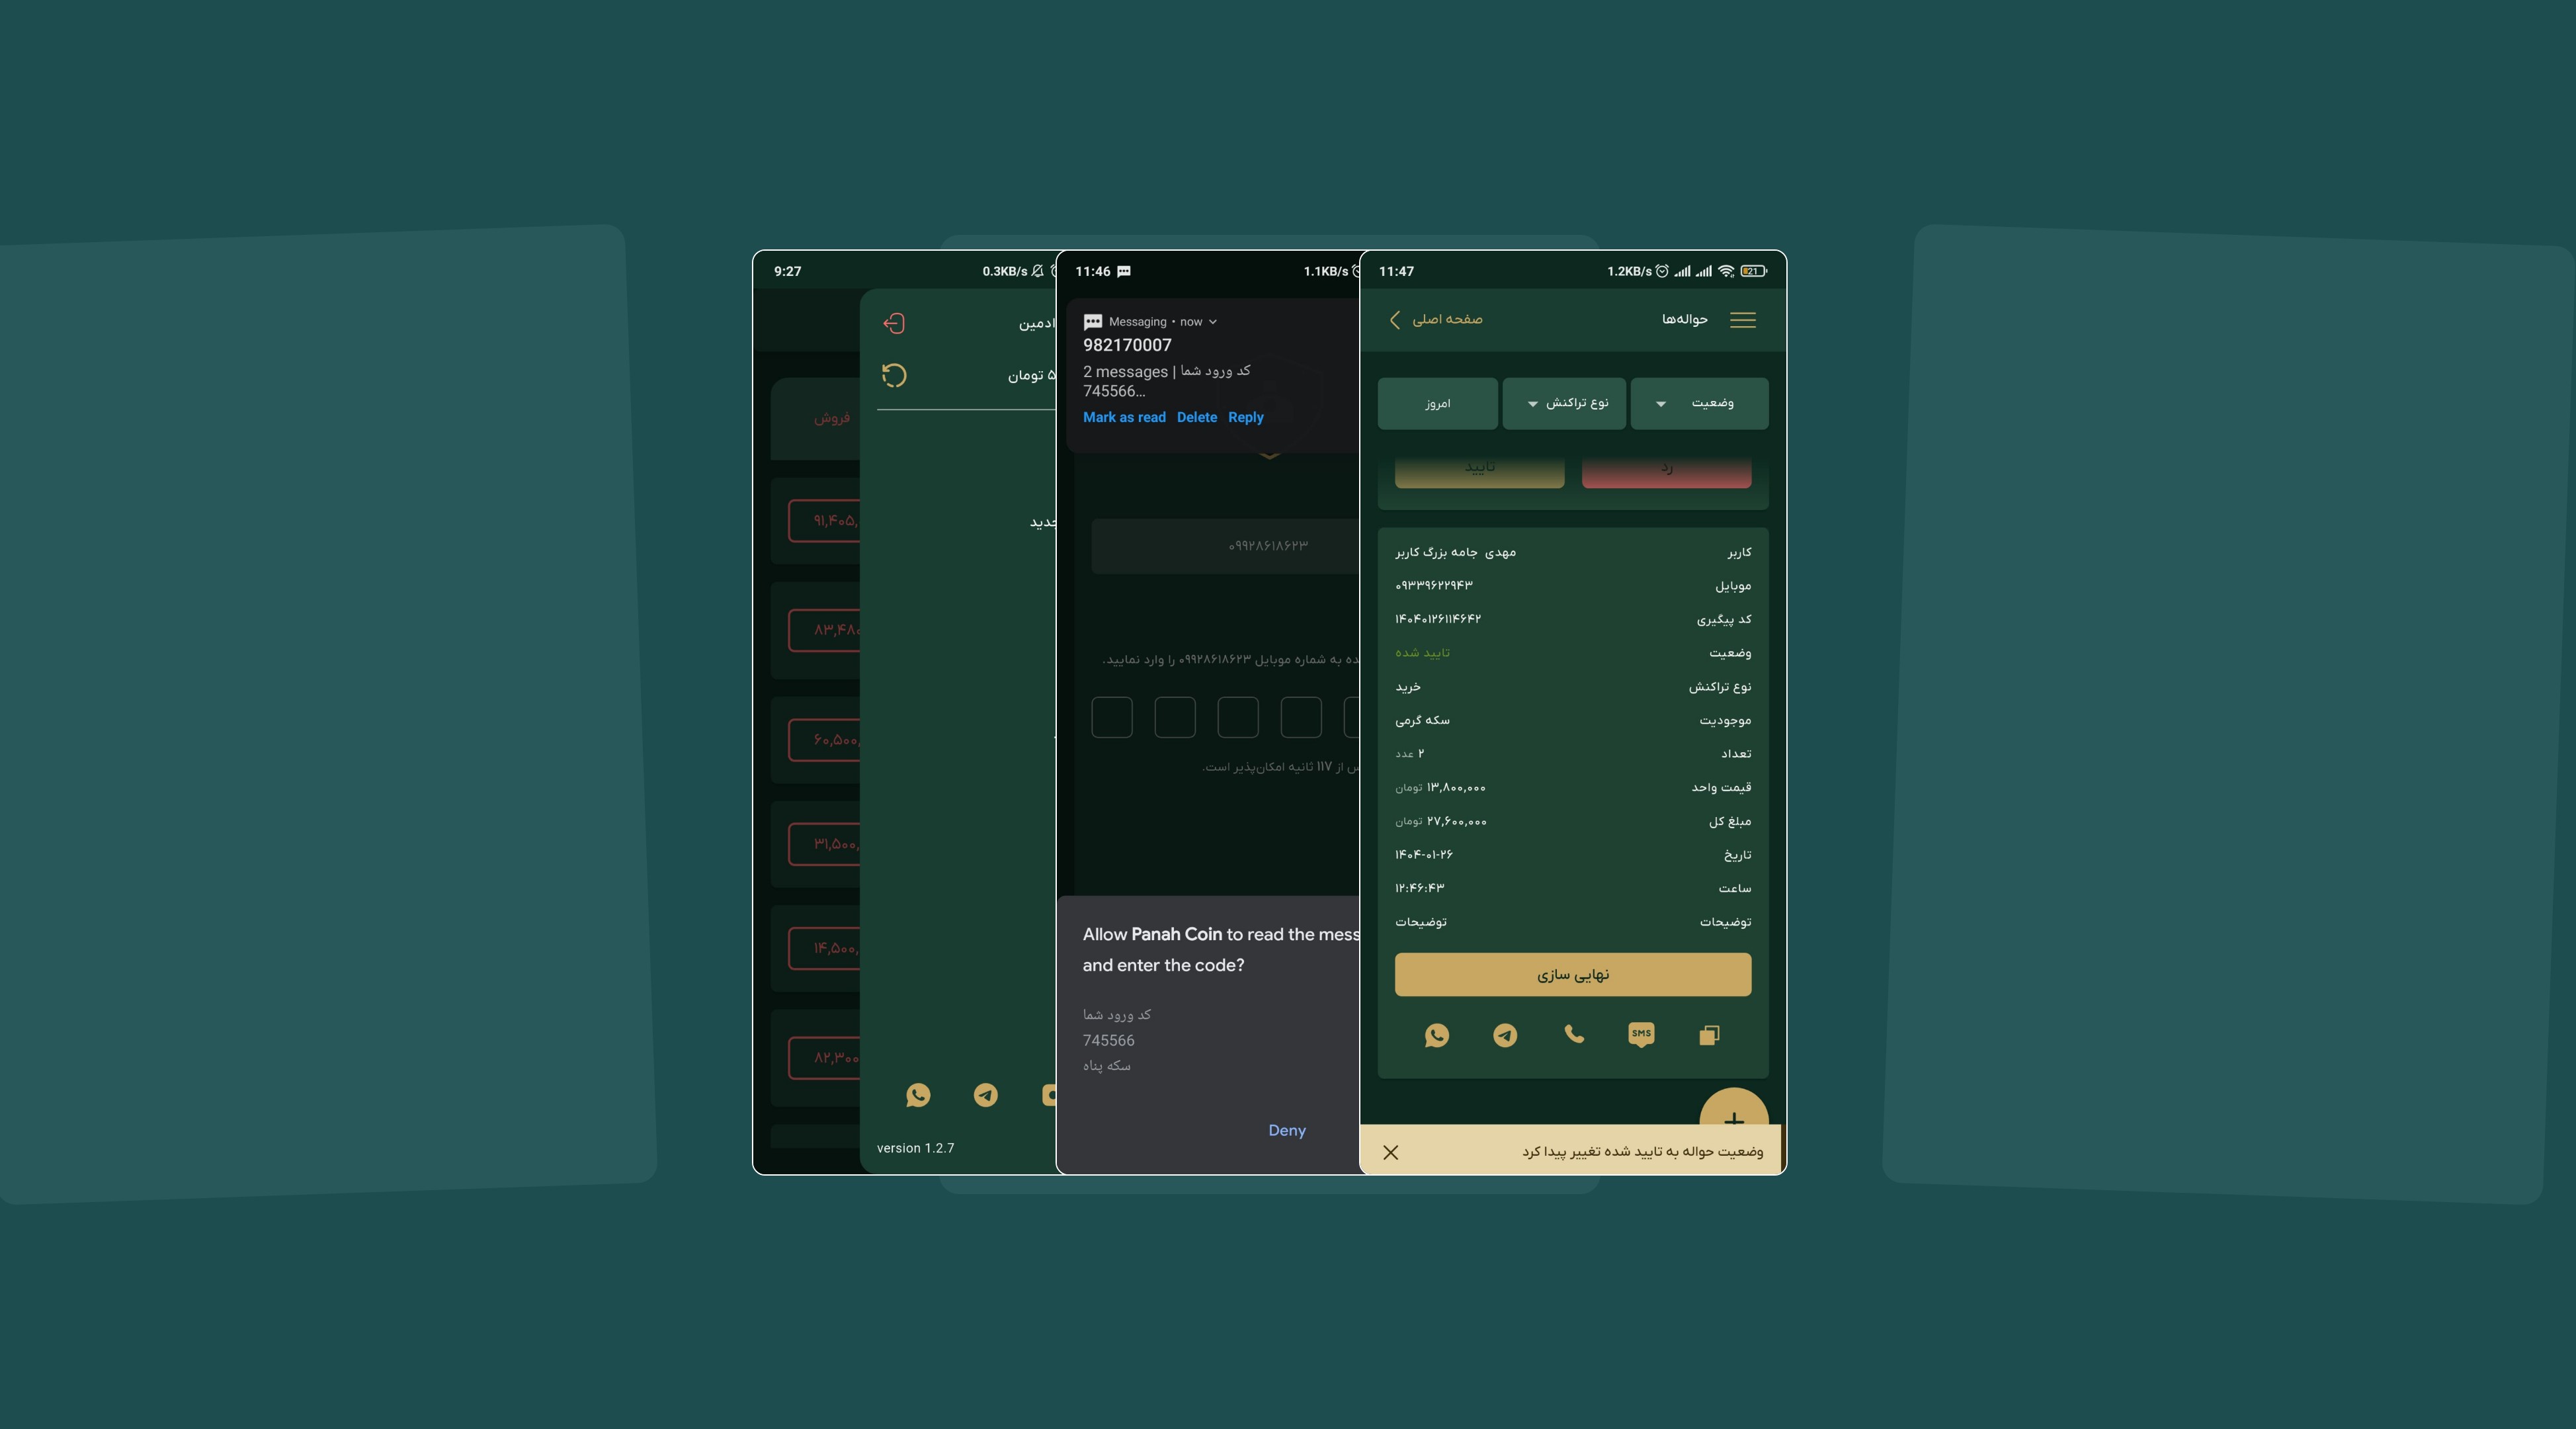 9:27
0.3KB/s
ادمین
۵ تومان
فروش
۹۱,۴۰۵,
۸۳,۴۸۰
۶۰,۵۰۰,
۳۱,۵۰۰,
۱۴,۵۰۰,
۸۲,۳۰۰
version 1.2.7
11:46
1.1KB/s
Messaging • now
982170007
2 messages | کد ورود شما
745566...
Mark as read Delete Reply
۰۹۹۲۸۶۱۸۶۲۳
به شماره موبایل ۰۹۹۲۸۶۱۸۶۲۳ را وارد نمایید.
از 117 ثانیه امکان‌پذیر است.
Allow Panah Coin to read the mess
and enter the code?
کد ورود شما
745566
سکه پناه
Deny
11:47
1.2KB/s
21
حواله‌ها
صفحه اصلی
وضعیت
نوع تراکنش
امروز
رد
تایید
کاربر
مهدی جامه بزرگ کاربر
موبایل
۰۹۳۳۹۶۲۲۹۴۳
کد پیگیری
۱۴۰۴۰۱۲۶۱۱۴۶۴۲
وضعیت
تایید شده
نوع تراکنش
خرید
موجودیت
سکه گرمی
تعداد
۲ عدد
قیمت واحد
۱۳,۸۰۰,۰۰۰ تومان
مبلغ کل
۲۷,۶۰۰,۰۰۰ تومان
تاریخ
۱۴۰۴-۰۱-۲۶
ساعت
۱۲:۴۶:۴۳
توضیحات
توضیحات
نهایی سازی
SMS
وضعیت حواله به تایید شده تغییر پیدا کرد